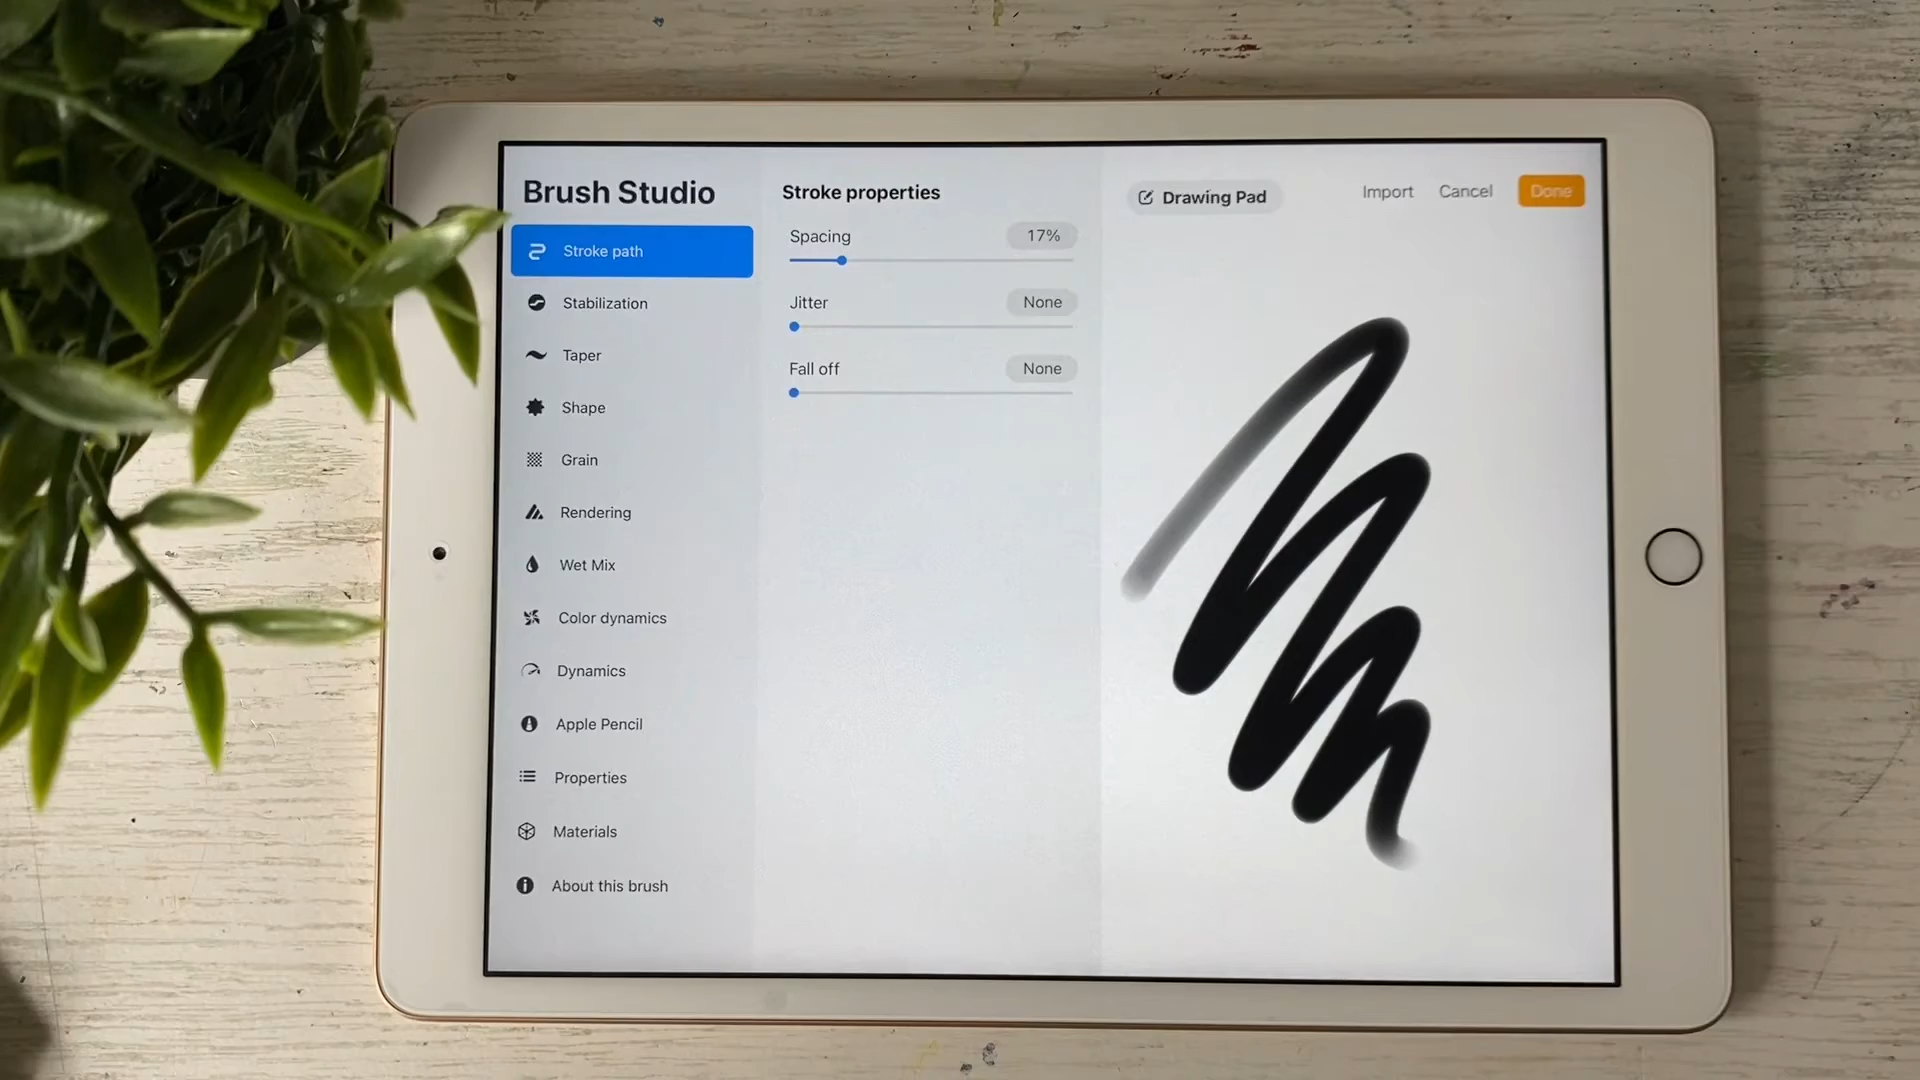 Brush Studio
Stroke path
Stabilization
Taper
Shape
Grain
Rendering
Wet Mix
Color dynamics
Dynamics
Apple Pencil
Properties
Materials
About this brush
Stroke properties
Spacing 17%
Jitter None
Fall off None
Drawing Pad
Import Cancel Done